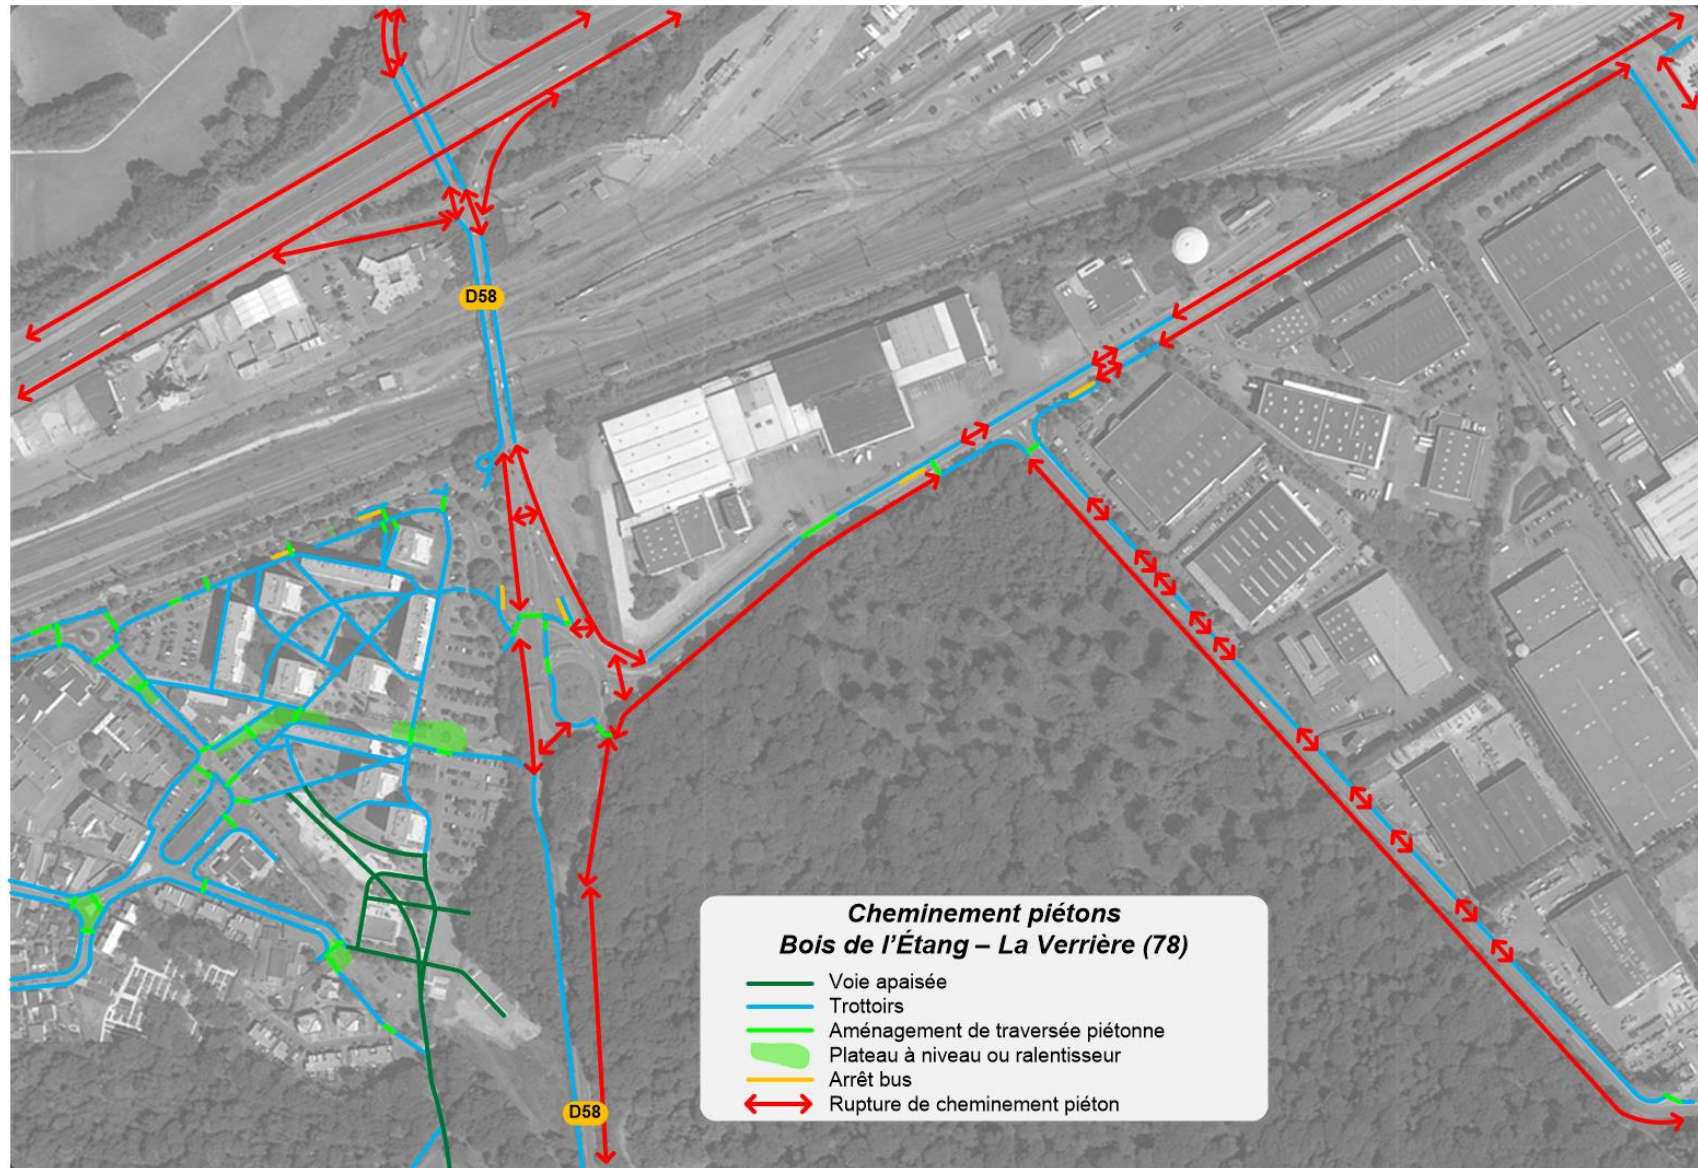 D58
Cheminement piétons
Bois de l'Étang – La Verrière (78)
Voie apaisée
Trottoirs
Aménagement de traversée piétonne
Plateau à niveau ou ralentisseur
Arrêt bus
Rupture de cheminement piéton
D58